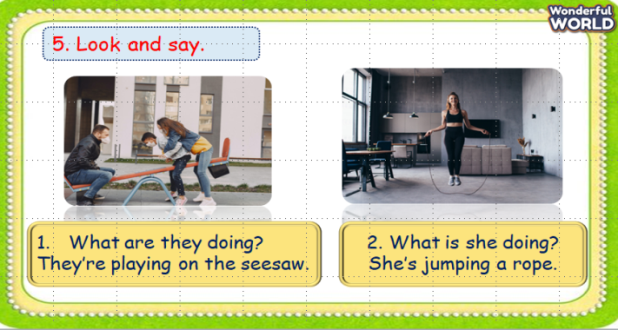 Wonderful
WORLD
5. Look and say.
1. What are they doing?
They're playing on the seesaw.
2. What is she doing?
She's jumping a rope.